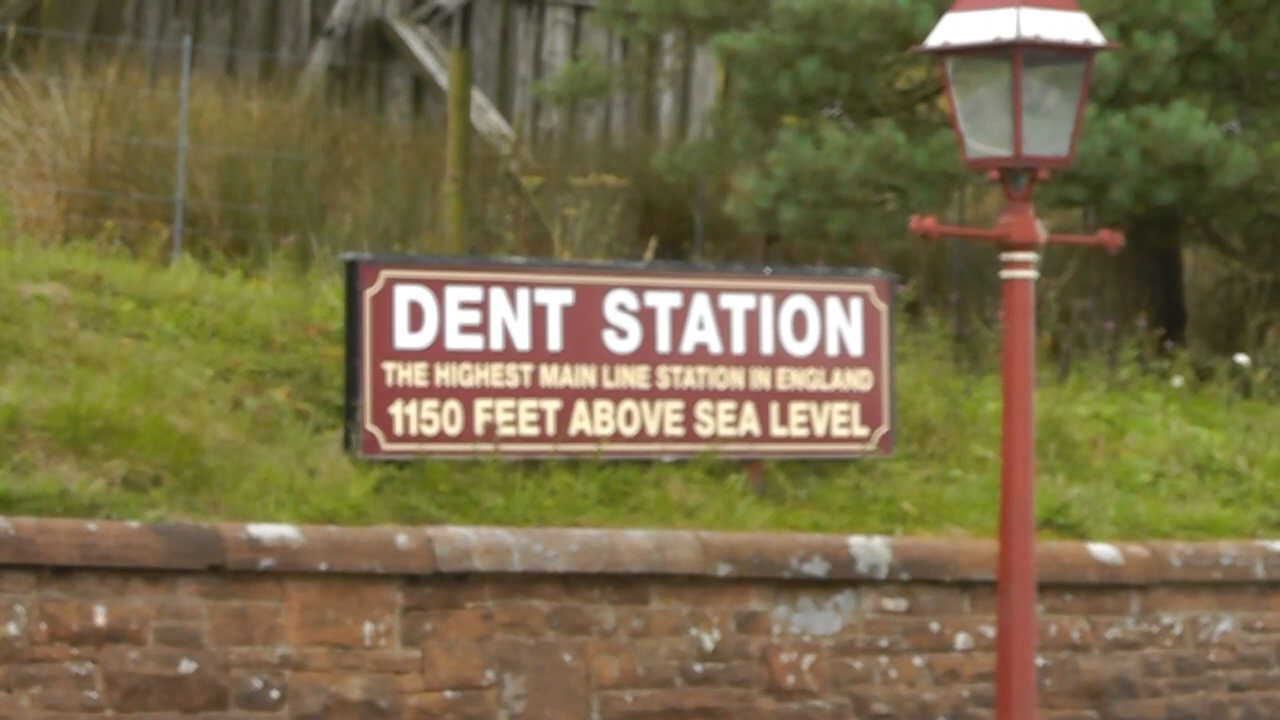 DENT STATION
THE HIGHEST MAIN LINE STATION IN ENGLAND
1150 FEET ABOVE SEA LEVEL